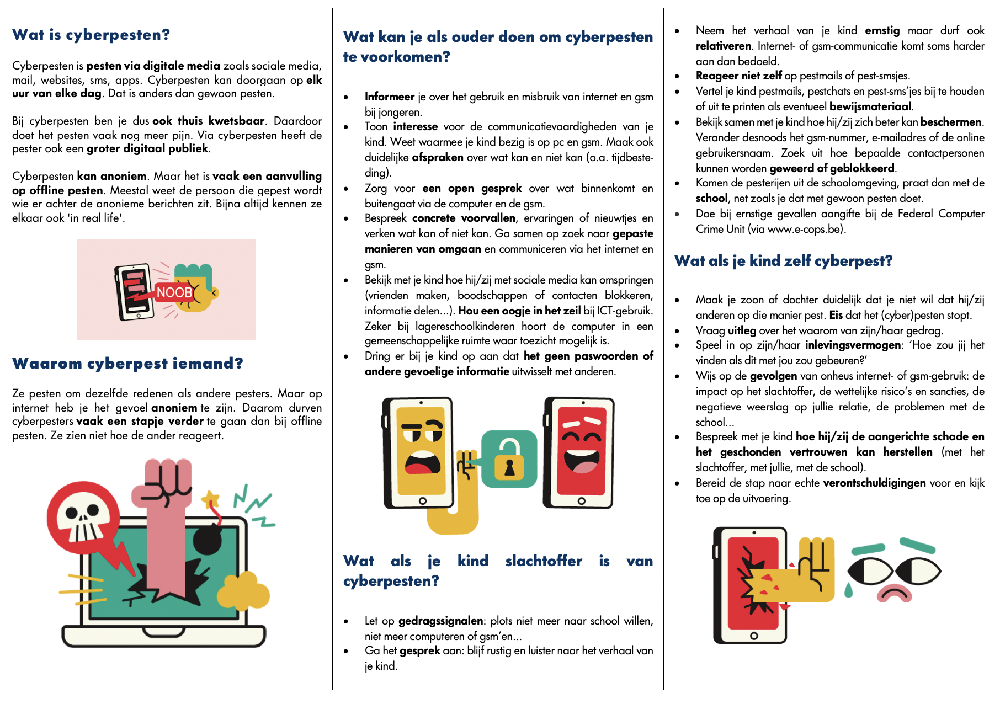 Wat is cyberpesten?
Cyberpesten is pesten via digitale media zoals sociale media,
mail, websites, sms, apps. Cyberpesten kan doorgaan op elk
uur van elke dag. Dat is anders dan gewoon pesten.
Bij cyberpesten ben je dus ook thuis kwetsbaar. Daardoor
doet het pesten vaak nog meer pijn. Via cyberpesten heeft de
pester ook een groter digitaal publiek.
Cyberpesten kan anoniem. Maar het is vaak een aanvulling
op offline pesten. Meestal weet de persoon die gepest wordt
wie er achter de anonieme berichten zit. Bijna altijd kennen ze
elkaar ook 'in real life'.
NOOB
Waarom cyberpest iemand?
Ze pesten om dezelfde redenen als andere pesters. Maar op
internet heb je het gevoel anoniem te zijn. Daarom durven
cyberpesters vaak een stapje verder te gaan dan bij offline
pesten. Ze zien niet hoe de ander reageert.
Wat kan je als ouder doen om cyberpesten
te voorkomen?
• Informeer je over het gebruik en misbruik van internet en gsm
bij jongeren.
• Toon interesse voor de communicatievaardigheden van je
kind. Weet waarmee je kind bezig is op pc en gsm. Maak ook
duidelijke afspraken over wat kan en niet kan (o.a. tijdbeste-
ding).
• Zorg voor een open gesprek over wat binnenkomt en
buitengaat via de computer en de gsm.
• Bespreek concrete voorvallen, ervaringen of nieuwtjes en
verken wat kan of niet kan. Ga samen op zoek naar gepaste
manieren van omgaan en communiceren via het internet en
gsm.
• Bekijk met je kind hoe hij/zij met sociale media kan omspringen
(vrienden maken, boodschappen of contacten blokkeren,
informatie delen...). Hou een oogje in het zeil bij ICT-gebruik.
Zeker bij lagereschoolkinderen hoort de computer in een
gemeenschappelijke ruimte waar toezicht mogelijk is.
• Dring er bij je kind op aan dat het geen paswoorden of
andere gevoelige informatie uitwisselt met anderen.
Wat als je kind slachtoffer is van
cyberpesten?
• Let op gedragssignalen: plots niet meer naar school willen,
niet meer computeren of gsm'en...
• Ga het gesprek aan: blijf rustig en luister naar het verhaal van
je kind.
• Neem het verhaal van je kind ernstig maar durf ook
relativeren. Internet- of gsm-communicatie komt soms harder
aan dan bedoeld.
• Reageer niet zelf op pestmails of pest-smsjes.
• Vertel je kind pestmails, pestchats en pest-sms'jes bij te houden
of uit te printen als eventueel bewijsmateriaal.
• Bekijk samen met je kind hoe hij/zij zich beter kan beschermen.
Verander desnoods het gsm-nummer, e-mailadres of de online
gebruikersnaam. Zoek uit hoe bepaalde contactpersonen
kunnen worden geweerd of geblokkeerd.
• Komen de pesterijen uit de schoolomgeving, praat dan met de
school, net zoals je dat met gewoon pesten doet.
• Doe bij ernstige gevallen aangifte bij de Federal Computer
Crime Unit (via www.e-cops.be).
Wat als je kind zelf cyberpest?
• Maak je zoon of dochter duidelijk dat je niet wil dat hij/zij
anderen op die manier pest. Eis dat het (cyber)pesten stopt.
• Vraag uitleg over het waarom van zijn/haar gedrag.
• Speel in op zijn/haar inlevingsvermogen: 'Hoe zou jij het
vinden als dit met jou zou gebeuren?'
• Wijs op de gevolgen van onheus internet- of gsm-gebruik: de
impact op het slachtoffer, de wettelijke risico's en sancties, de
negatieve weerslag op jullie relatie, de problemen met de
school...
• Bespreek met je kind hoe hij/zij de aangerichte schade en
het geschonden vertrouwen kan herstellen (met het
slachtoffer, met jullie, met de school).
• Bereid de stap naar echte verontschuldigingen voor en kijk
toe op de uitvoering.